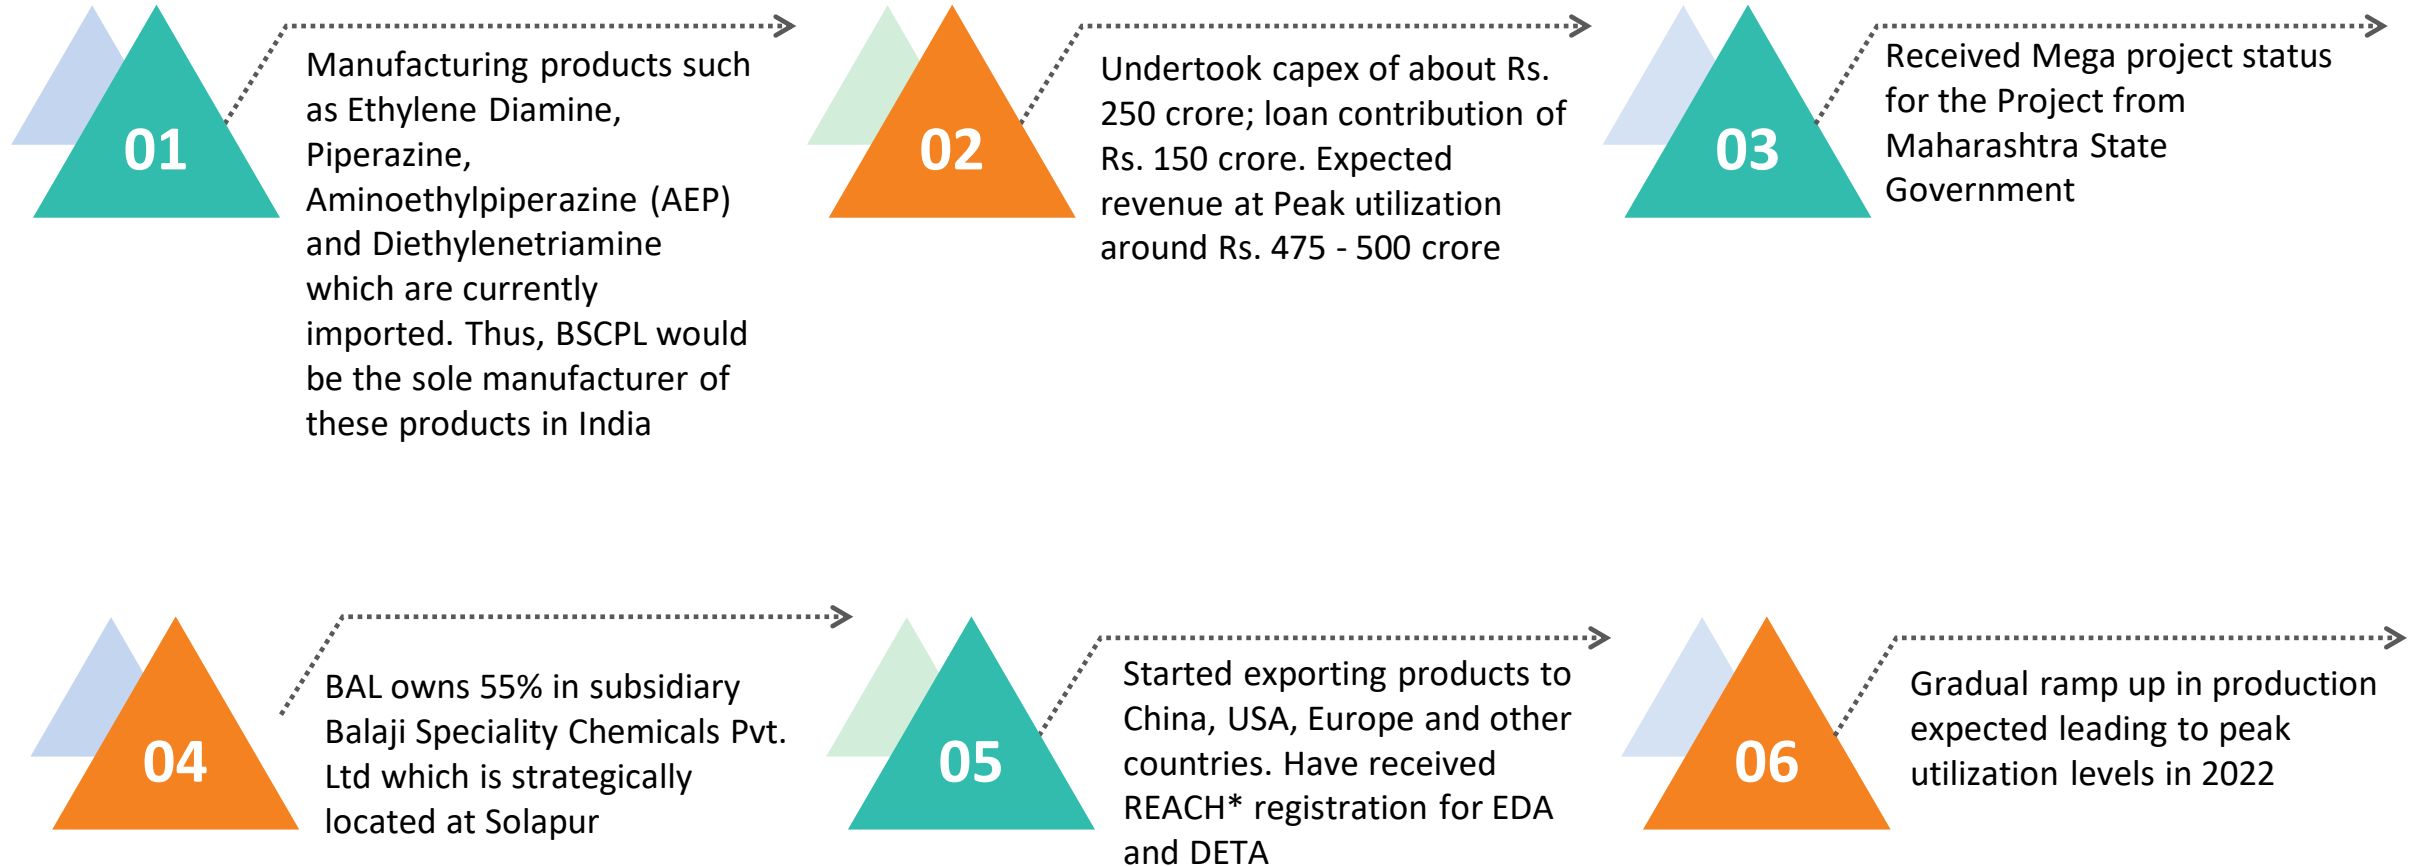 01
Manufacturing products such
as Ethylene Diamine,
Piperazine,
Aminoethylpiperazine (AEP)
and Diethylenetriamine
which are currently
imported. Thus, BSCPL would
be the sole manufacturer of
these products in India
02
Undertook capex of about Rs.
250 crore; loan contribution of
Rs. 150 crore. Expected
revenue at Peak utilization
around Rs. 475 - 500 crore
03
Received Mega project status
for the Project from
Maharashtra State
Government
04
BAL owns 55% in subsidiary
Balaji Speciality Chemicals Pvt.
Ltd which is strategically
located at Solapur
05
Started exporting products to
China, USA, Europe and other
countries. Have received
REACH* registration for EDA
and DETA
06
Gradual ramp up in production
expected leading to peak
utilization levels in 2022